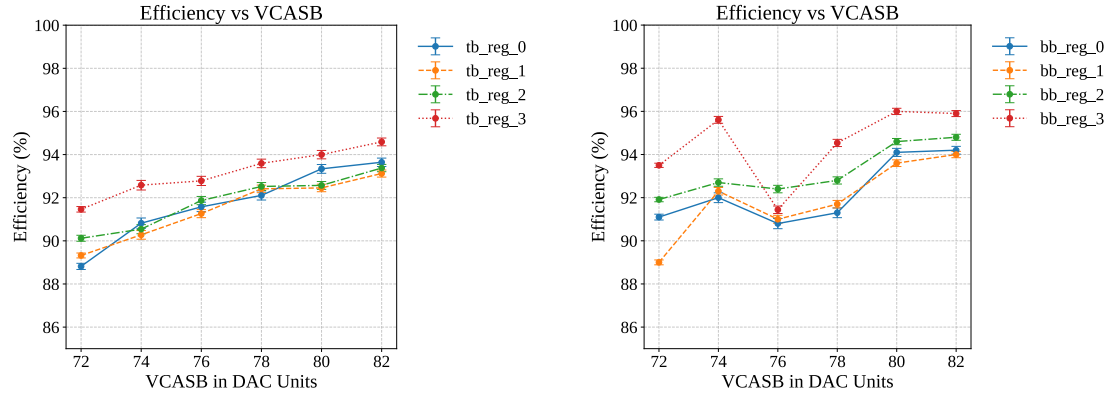 Efficiency vs VCASB
100
98
96
94
92
90
88
86
Efficiency (%)
72 74 76 78 80 82
VCASB in DAC Units
tb_reg_0
tb_reg_1
tb_reg_2
tb_reg_3
Efficiency vs VCASB
100
98
96
94
92
90
88
86
Efficiency (%)
72 74 76 78 80 82
VCASB in DAC Units
bb_reg_0
bb_reg_1
bb_reg_2
bb_reg_3